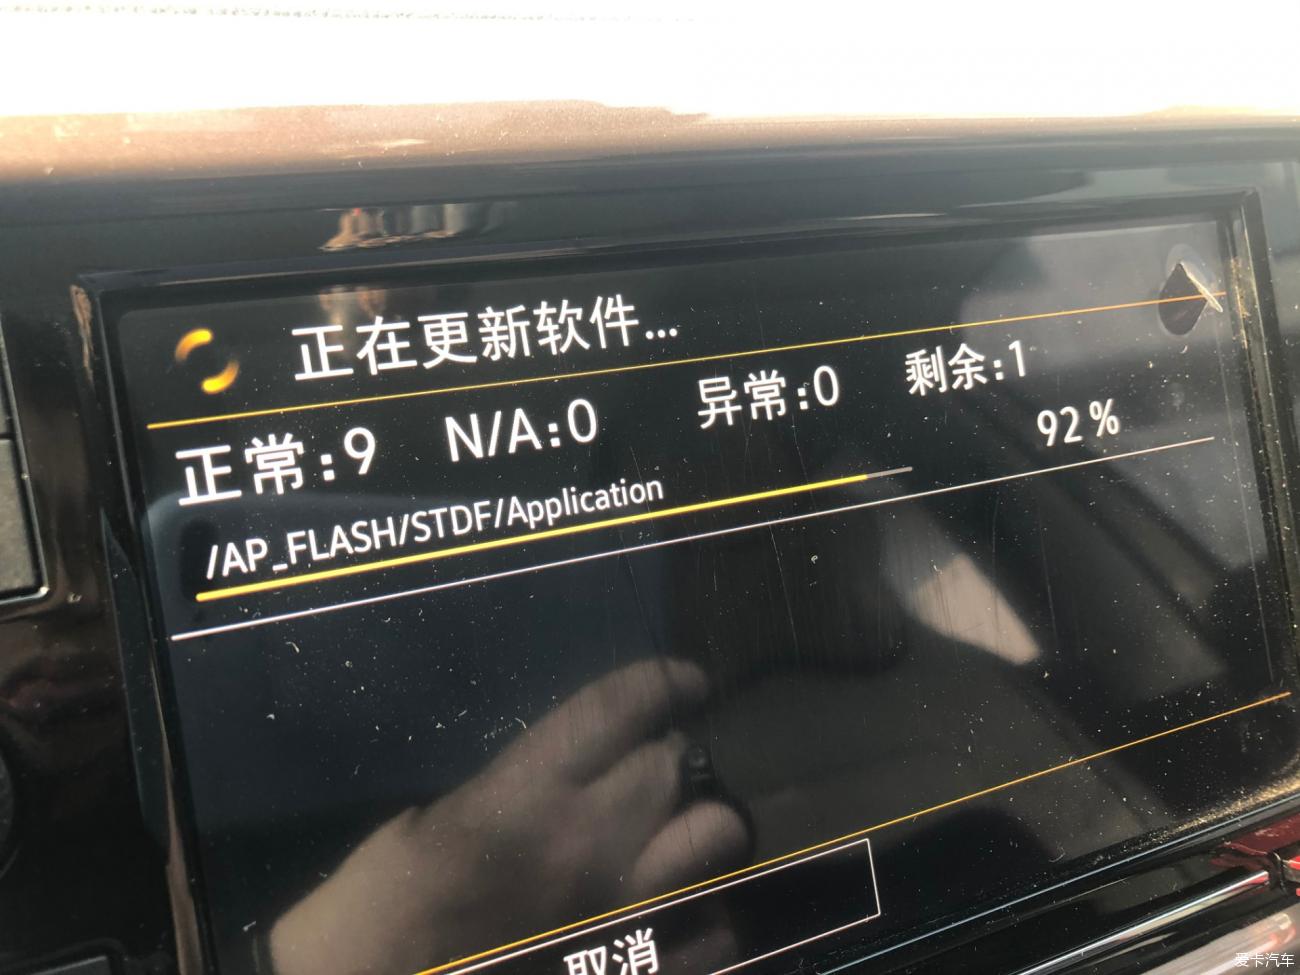 正在更新软件...
正常:9 N/A:0 异常:0 剩余:1
/AP_FLASH/STDF/Application 92%
取消
爱卡汽车